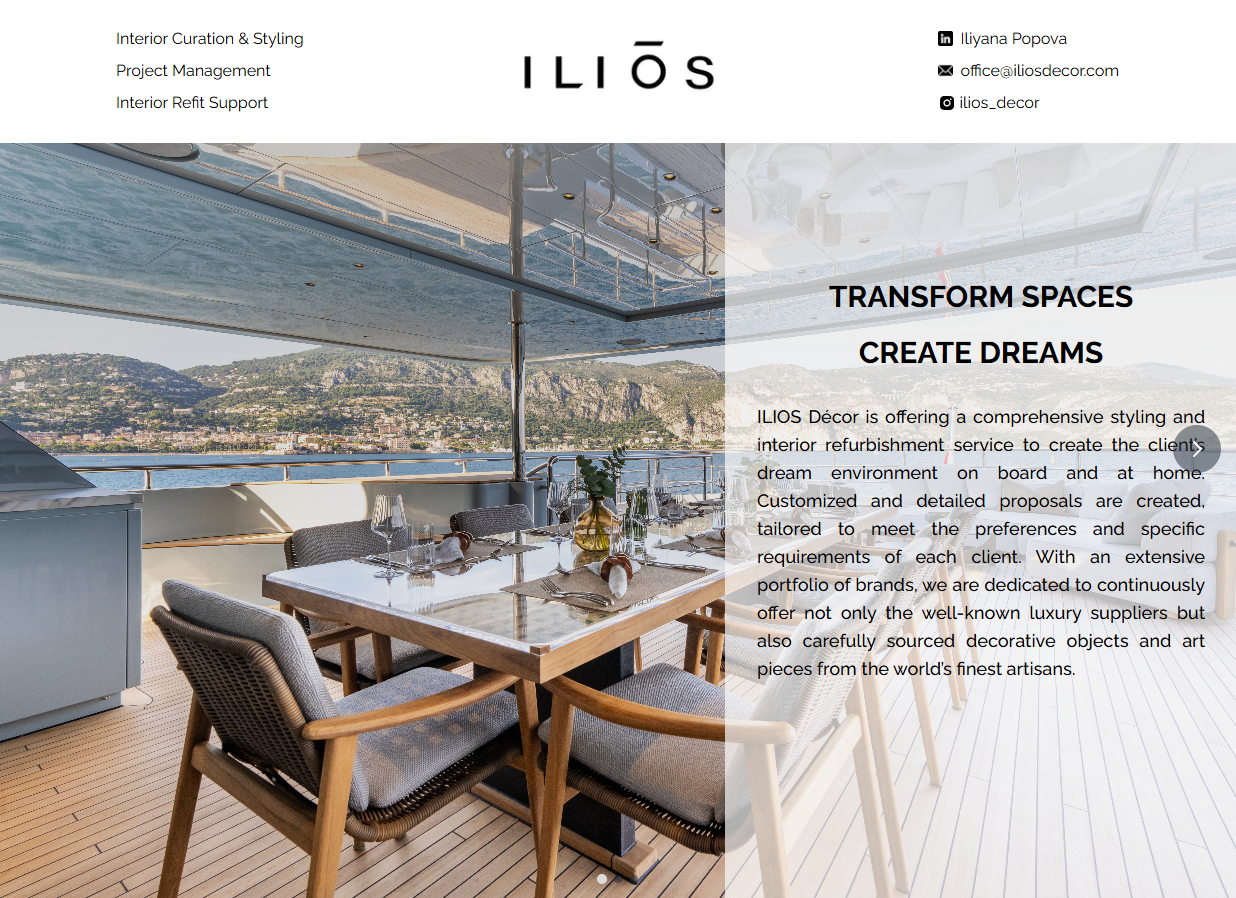 Interior Curation & Styling
Project Management
Interior Refit Support
ILIŌS
Iliyana Popova
office@iliosdecor.com
ilios_decor
TRANSFORM SPACES
CREATE DREAMS
ILIOS Décor is offering a comprehensive styling and
interior refurbishment service to create the client's
dream environment on board and at home.
Customized and detailed proposals are created,
tailored to meet the preferences and specific
requirements of each client. With an extensive
portfolio of brands, we are dedicated to continuously
offer not only the well-known luxury suppliers but
also carefully sourced decorative objects and art
pieces from the world's finest artisans.